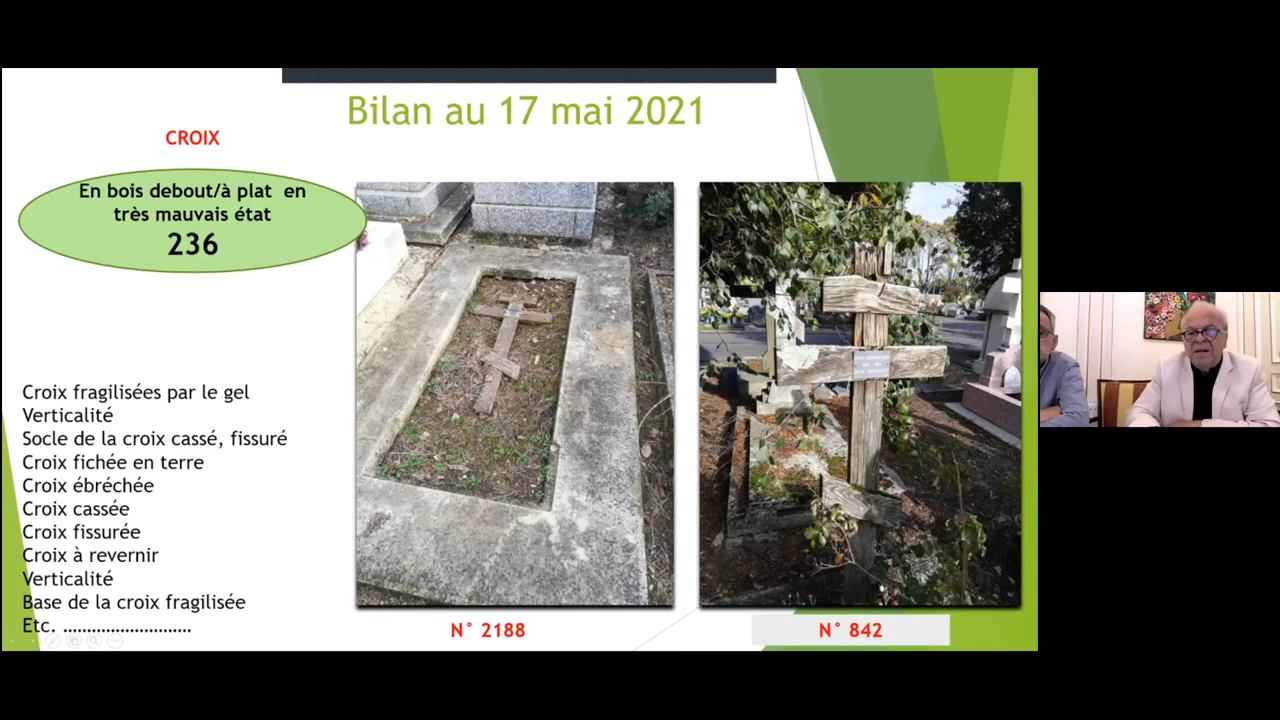 Bilan au 17 mai 2021
CROIX
En bois debout/à plat en
très mauvais état
236
Croix fragilisées par le gel
Verticalité
Socle de la croix cassé, fissuré
Croix fichée en terre
Croix ébréchée
Croix cassée
Croix fissurée
Croix à revernir
Verticalité
Base de la croix fragilisée
Etc. ...........................
N° 2188
N° 842